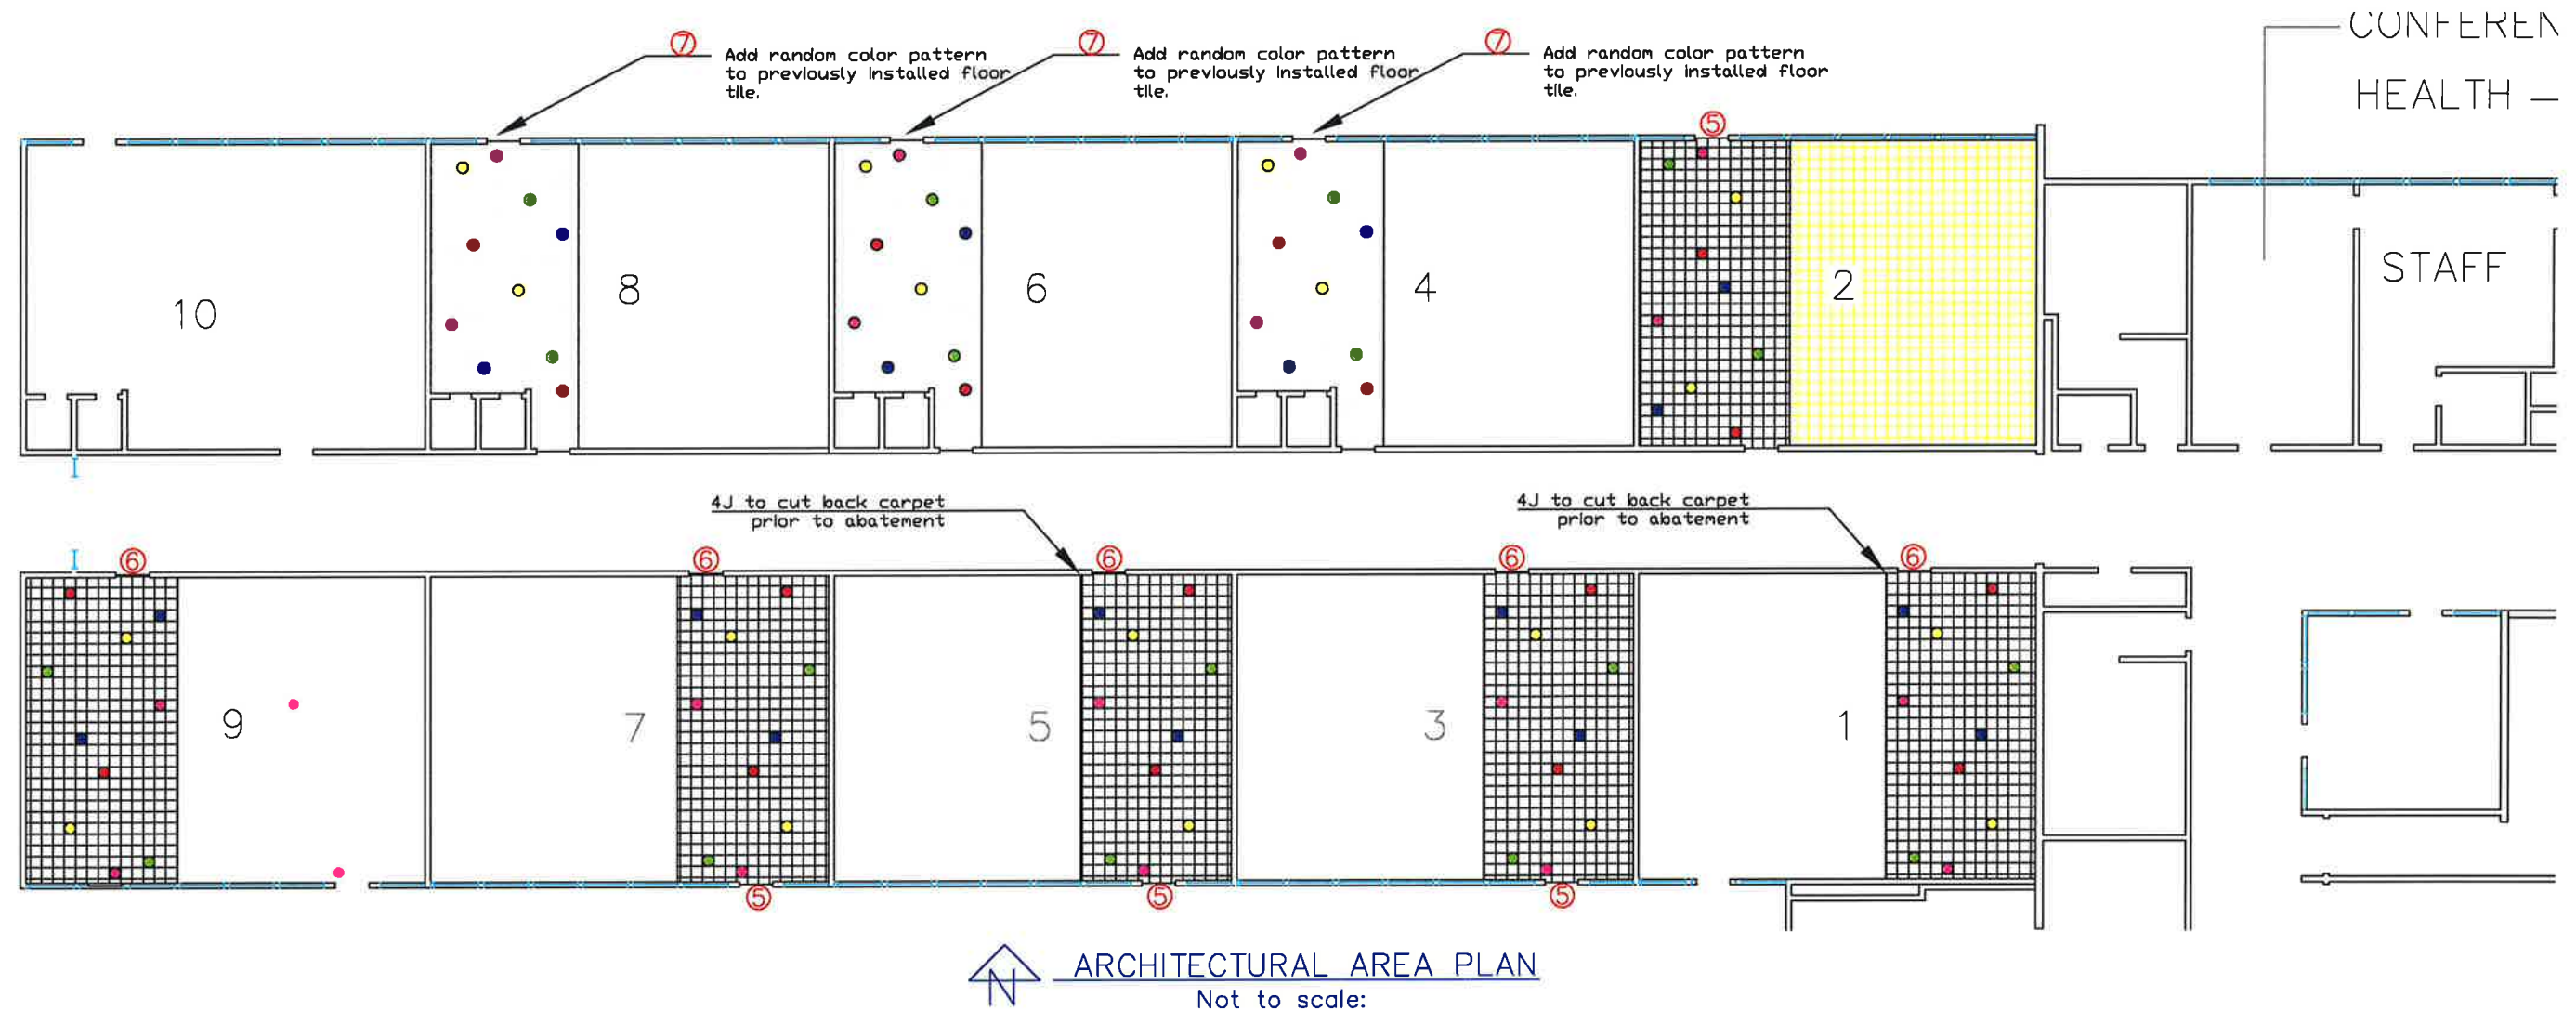 CONFEREN
HEALTH
⑦ Add random color pattern
to previously installed floor
tile.
⑦ Add random color pattern
to previously installed floor
tile.
⑦ Add random color pattern
to previously installed floor
tile.
⑤
10
8
6
4
2
STAFF
4J to cut back carpet
prior to abatement
4J to cut back carpet
prior to abatement
⑥
⑥
⑥
⑥
⑥
9
7
5
3
1
⑤
⑤
⑤
N
ARCHITECTURAL AREA PLAN
Not to scale: